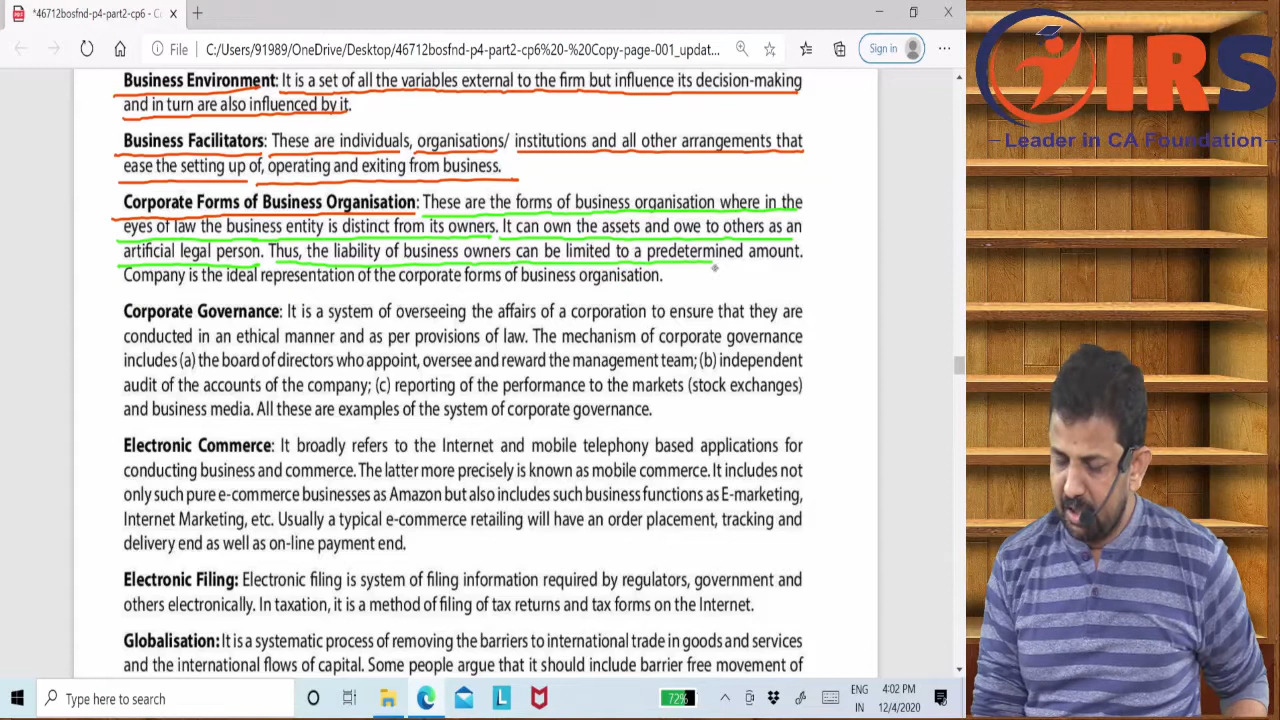 *46712bosfnd-p4-part2-cp6 - C
File
C:/Users/91989/OneDrive/Desktop/46712bosfnd-p4-part2-cp6%20-%20Copy-page-001_updat...
Sign in
IRS
Leader in CA Foundation
Business Environment: It is a set of all the variables external to the firm but influence its decision-making
and in turn are also influenced by it.
Business Facilitators: These are individuals, organisations/ institutions and all other arrangements that
ease the setting up of, operating and exiting from business.
Corporate Forms of Business Organisation: These are the forms of business organisation where in the
eyes of law the business entity is distinct from its owners. It can own the assets and owe to others as an
artificial legal person. Thus, the liability of business owners can be limited to a predetermined amount.
Company is the ideal representation of the corporate forms of business organisation.
Corporate Governance: It is a system of overseeing the affairs of a corporation to ensure that they are
conducted in an ethical manner and as per provisions of law. The mechanism of corporate governance
includes (a) the board of directors who appoint, oversee and reward the management team; (b) independent
audit of the accounts of the company; (c) reporting of the performance to the markets (stock exchanges)
and business media. All these are examples of the system of corporate governance.
Electronic Commerce: It broadly refers to the Internet and mobile telephony based applications for
conducting business and commerce. The latter more precisely is known as mobile commerce. It includes not
only such pure e-commerce businesses as Amazon but also includes such business functions as E-marketing,
Internet Marketing, etc. Usually a typical e-commerce retailing will have an order placement, tracking and
delivery end as well as on-line payment end.
Electronic Filing: Electronic filing is system of filing information required by regulators, government and
others electronically. In taxation, it is a method of filing of tax returns and tax forms on the Internet.
Globalisation: It is a systematic process of removing the barriers to international trade in goods and services
and the international flows of capital. Some people argue that it should include barrier free movement of
Type here to search
72%
ENG
IN
4:02 PM
12/4/2020